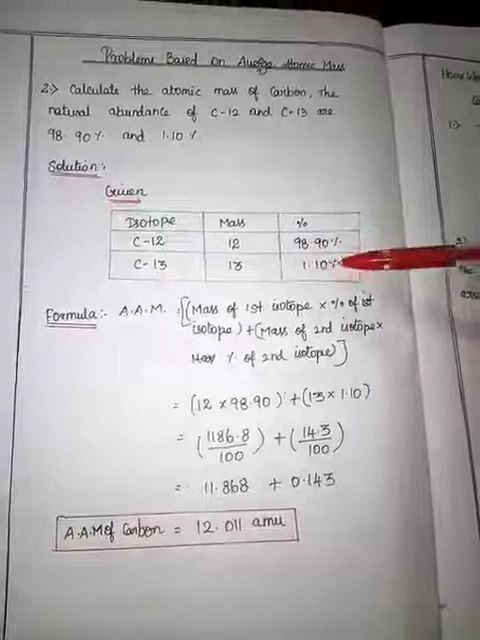 Problems Based on Average Atomic Mass
2.> Calculate the atomic mass of Carbon, The
natural abundance of C-12 and C-13 are
98.90% and 1.10%
Solution:-
Given
Isotope Mass %
C-12 12 98.90%
C-13 13 1.10%
Formula:- A.A.M. = [(Mass of 1st isotope × % of 1st
isotope) + (Mass of 2nd isotope ×
% of 2nd isotope)]
= (12 × 98.90) + (13 × 1.10)
= (1186.8/100) + (14.3/100)
= 11.868 + 0.143
A.A.M of Carbon = 12.011 amu
Home
1>